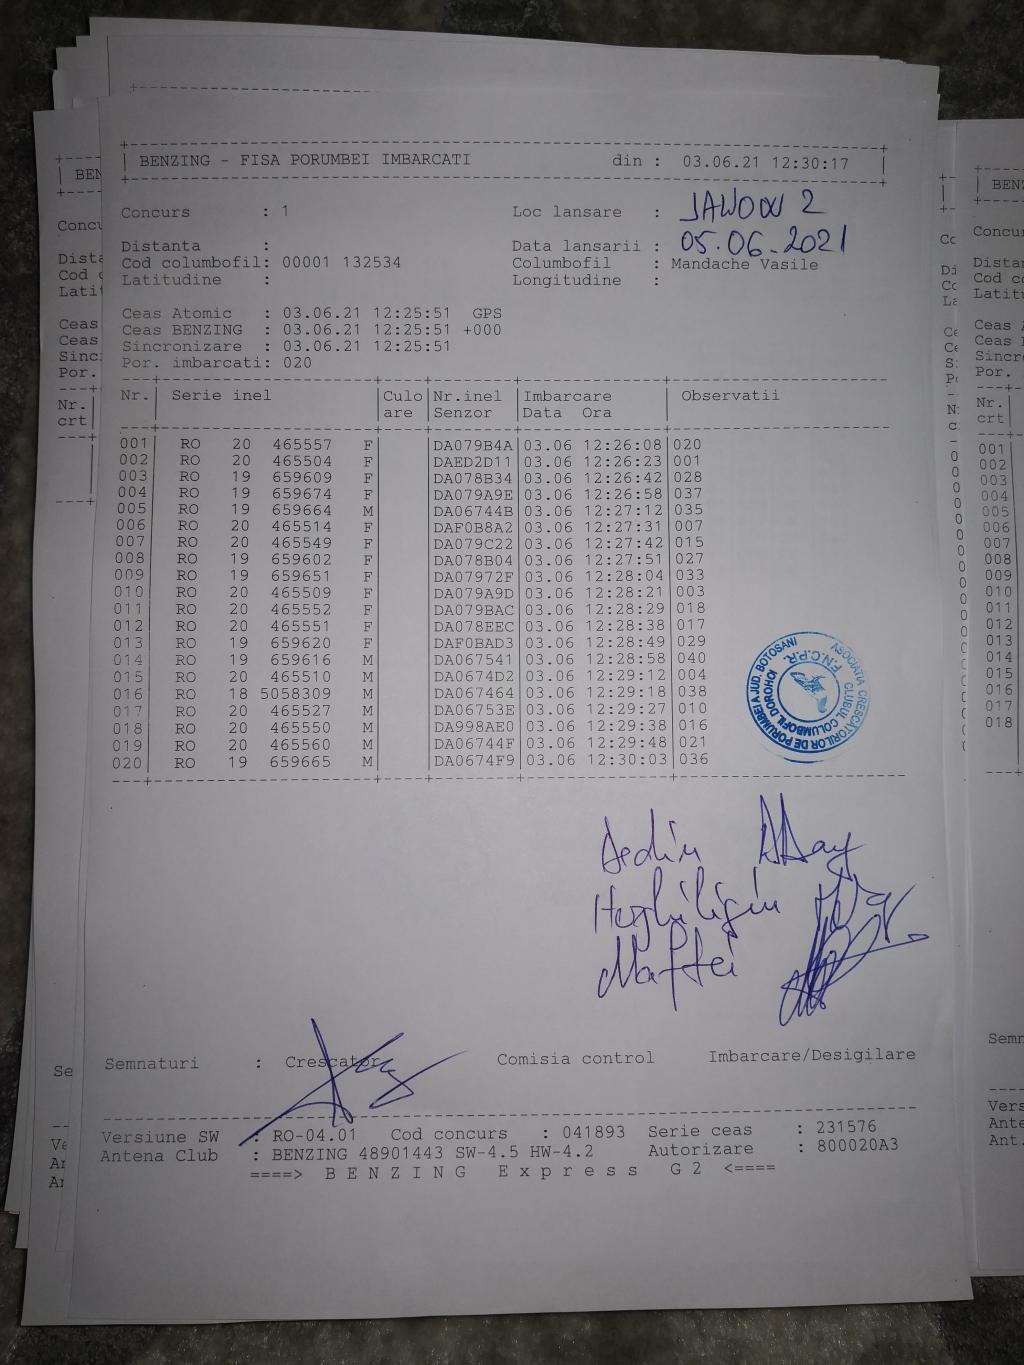 BENZING - FISA PORUMBEI IMBARCATI din : 03.06.21 12:30:17
Concurs : 1 Loc lansare : JAWOOW 2
Distanta : Data lansarii : 05.06.2021
Cod columbofil: 00001 132534 Columbofil : Mandache Vasile
Latitudine : Longitudine :
Ceas Atomic : 03.06.21 12:25:51 GPS
Ceas BENZING : 03.06.21 12:25:51 +000
Sincronizare : 03.06.21 12:25:51
Por. imbarcati: 020
Nr. Serie inel Culo Nr.inel Imbarcare Observatii
are Senzor Data Ora
001 RO 20 465557 F DA079B4A 03.06 12:26:08 020
002 RO 20 465504 F DAED2D11 03.06 12:26:23 001
003 RO 19 659609 F DA078B34 03.06 12:26:42 028
004 RO 19 659674 F DA079A9E 03.06 12:26:58 037
005 RO 19 659664 M DA06744B 03.06 12:27:12 035
006 RO 20 465514 F DAF0B8A2 03.06 12:27:31 007
007 RO 20 465549 F DA079C22 03.06 12:27:42 015
008 RO 19 659602 F DA078B04 03.06 12:27:51 027
009 RO 19 659651 F DA07972F 03.06 12:28:04 033
010 RO 20 465509 F DA079A9D 03.06 12:28:21 003
011 RO 20 465552 F DA079BAC 03.06 12:28:29 018
012 RO 20 465551 F DA078EEC 03.06 12:28:38 017
013 RO 19 659620 F DAF0BAD3 03.06 12:28:49 029
014 RO 19 659616 M DA067541 03.06 12:28:58 040
015 RO 20 465510 M DA0674D2 03.06 12:29:12 004
016 RO 18 5058309 M DA067464 03.06 12:29:18 038
017 RO 20 465527 M DA06753E 03.06 12:29:27 010
018 RO 20 465550 M DA998AE0 03.06 12:29:38 016
019 RO 20 465560 M DA06744F 03.06 12:29:48 021
020 RO 19 659665 M DA0674F9 03.06 12:30:03 036
ASOCIATIA CRESCATORILOR DE PORUMBEI A JUD. BOTOSANI
CLUBUL COLUMBOFIL DOROHOI
F.N.C.P.R.
Maftei
Semnaturi : Crescator Comisia control Imbarcare/Desigilare
Versiune SW : RO-04.01 Cod concurs : 041893 Serie ceas : 231576
Antena Club : BENZING 48901443 SW-4.5 HW-4.2 Autorizare : 800020A3
====> B E N Z I N G E x p r e s s G 2 <====